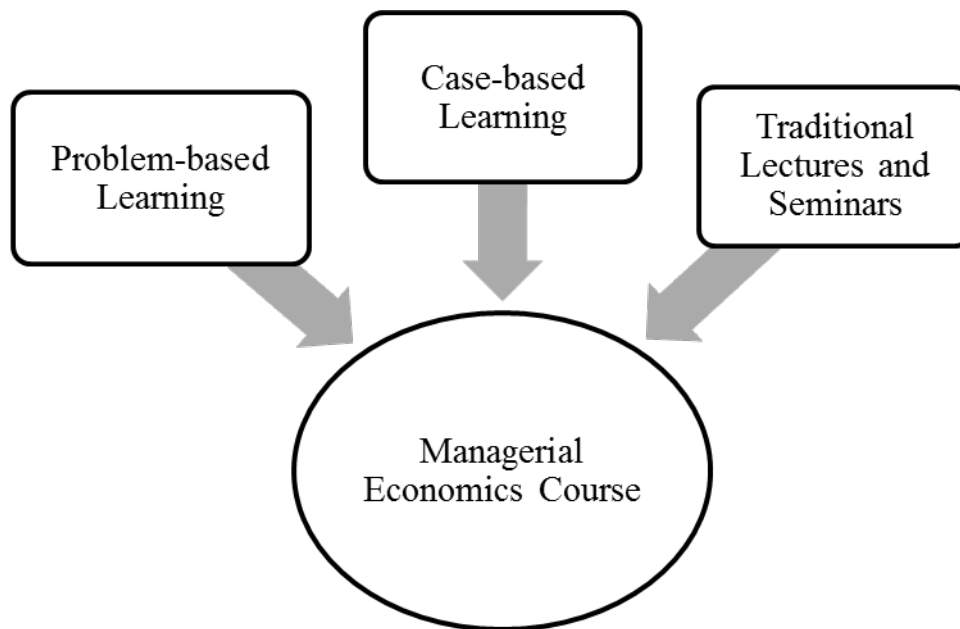 Problem-based
Learning
Case-based
Learning
Traditional
Lectures and
Seminars
Managerial
Economics Course